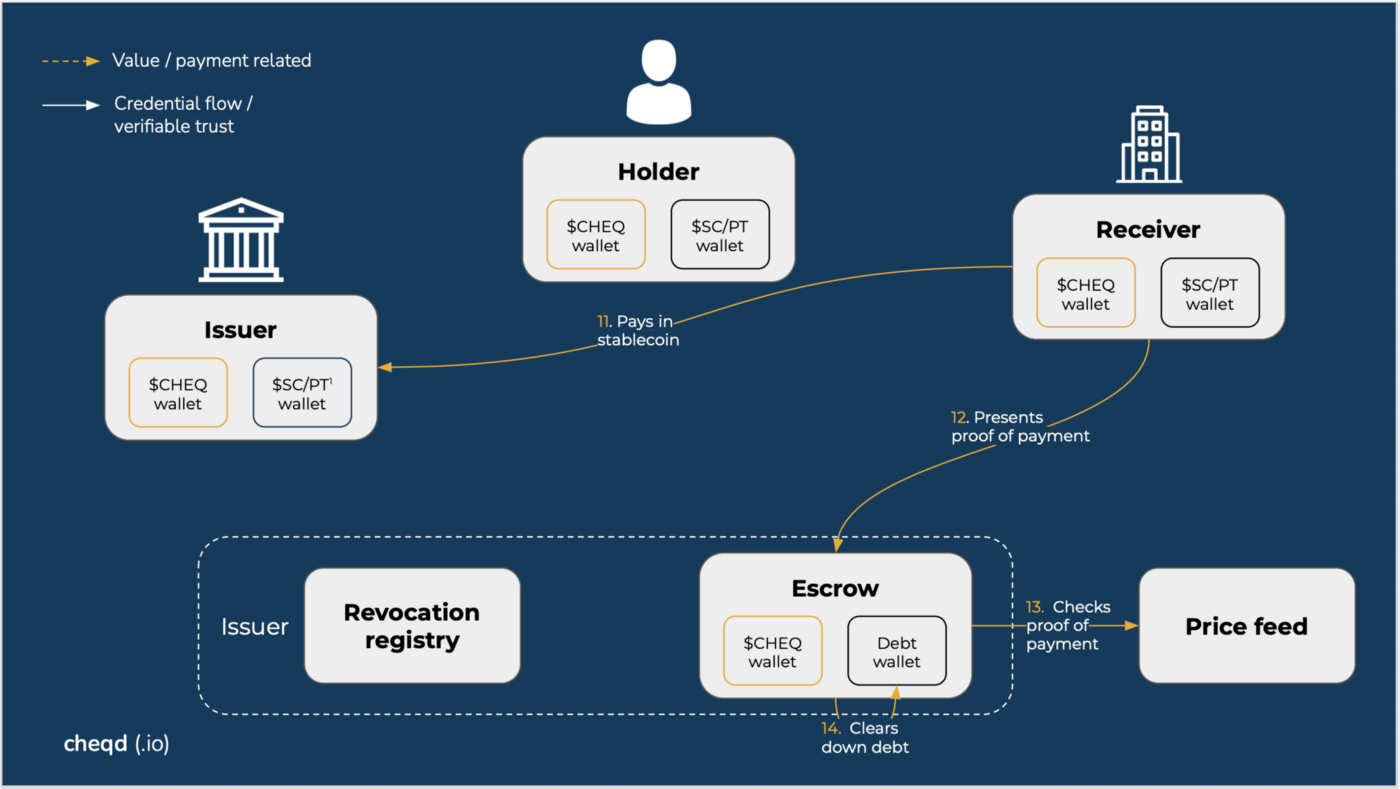 Value / payment related
Credential flow /
verifiable trust
Holder
$CHEQ
wallet
$SC/PT
wallet
Receiver
$CHEQ
wallet
$SC/PT
wallet
Issuer
$CHEQ
wallet
$SC/PT¹
wallet
11. Pays in
stablecoin
12. Presents
proof of payment
Issuer
Revocation
registry
Escrow
$CHEQ
wallet
Debt
wallet
13. Checks
proof of
payment
Price feed
14. Clears
down debt
cheqd (.io)